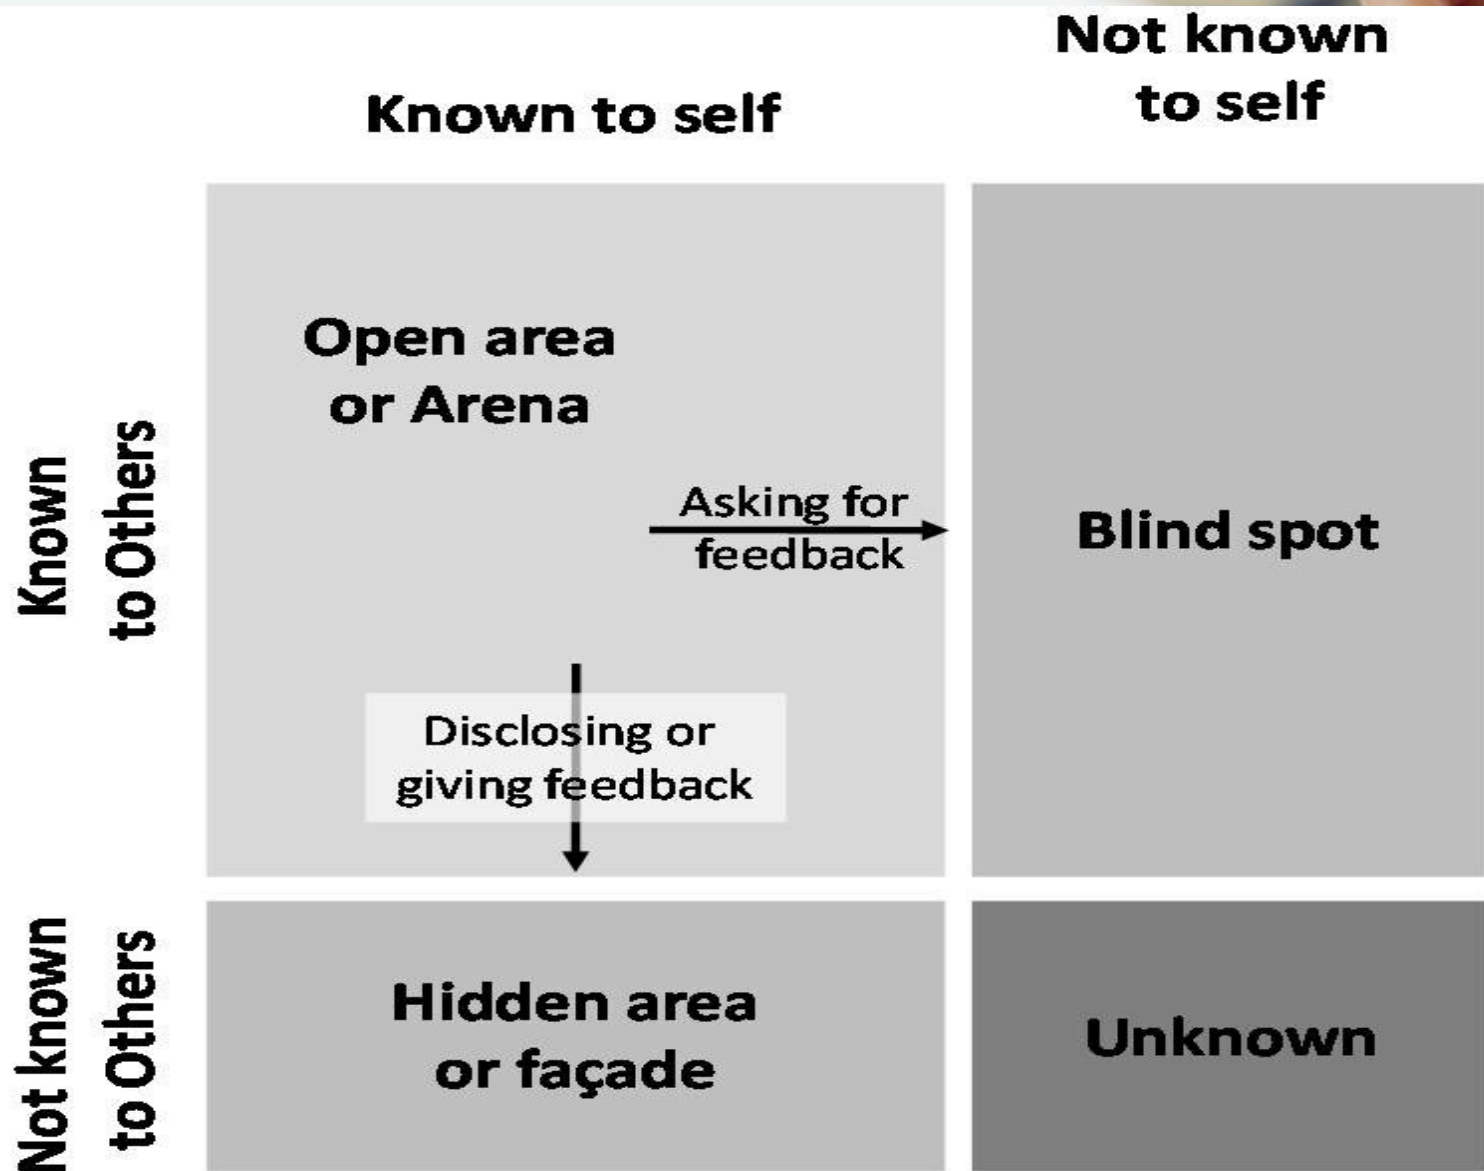 Not known
to self
Known to self
Known
to Others
Open area
or Arena
Asking for
feedback
Blind spot
Disclosing or
giving feedback
Not known
to Others
Hidden area
or façade
Unknown